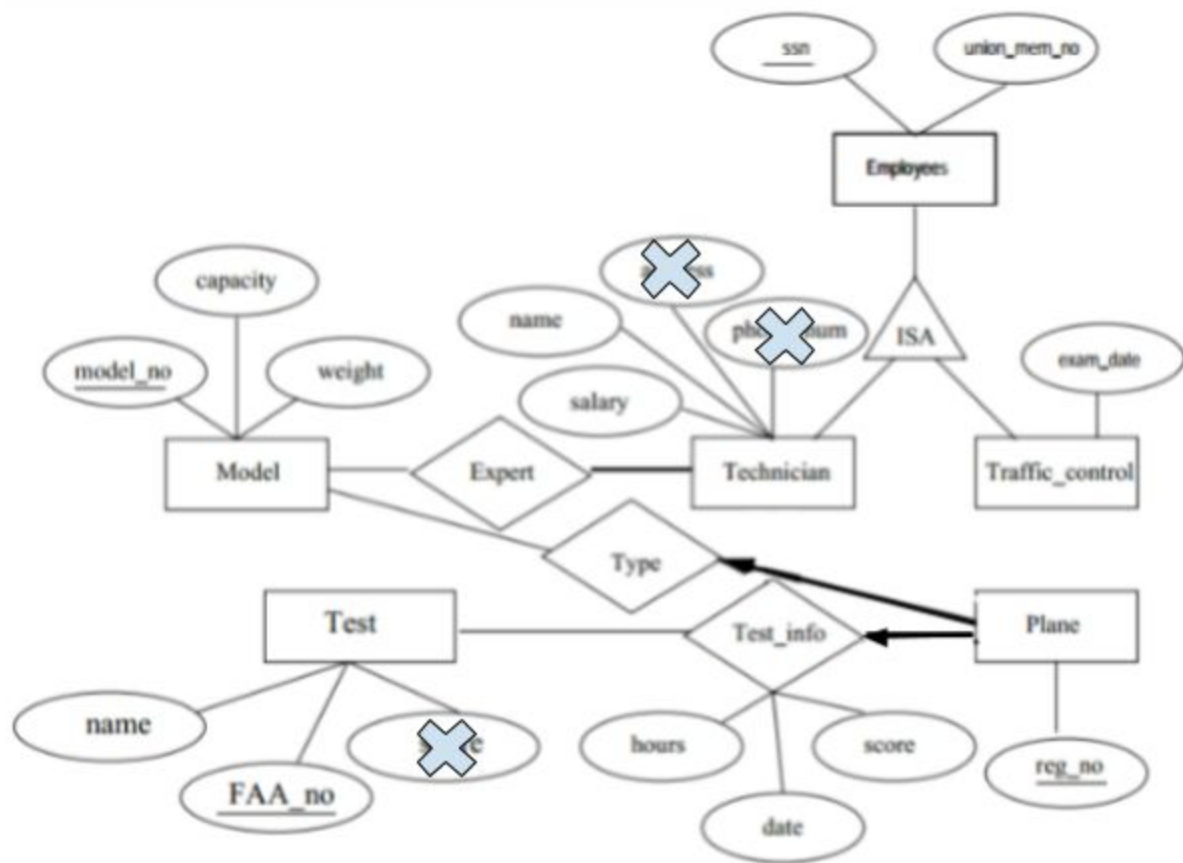 ssn
union_mem_no
Employees
capacity
name
ISA
exam_date
model_no
weight
salary
Model
Expert
Technician
Traffic_control
Type
Test
Test_info
Plane
name
hours
score
FAA_no
reg_no
date